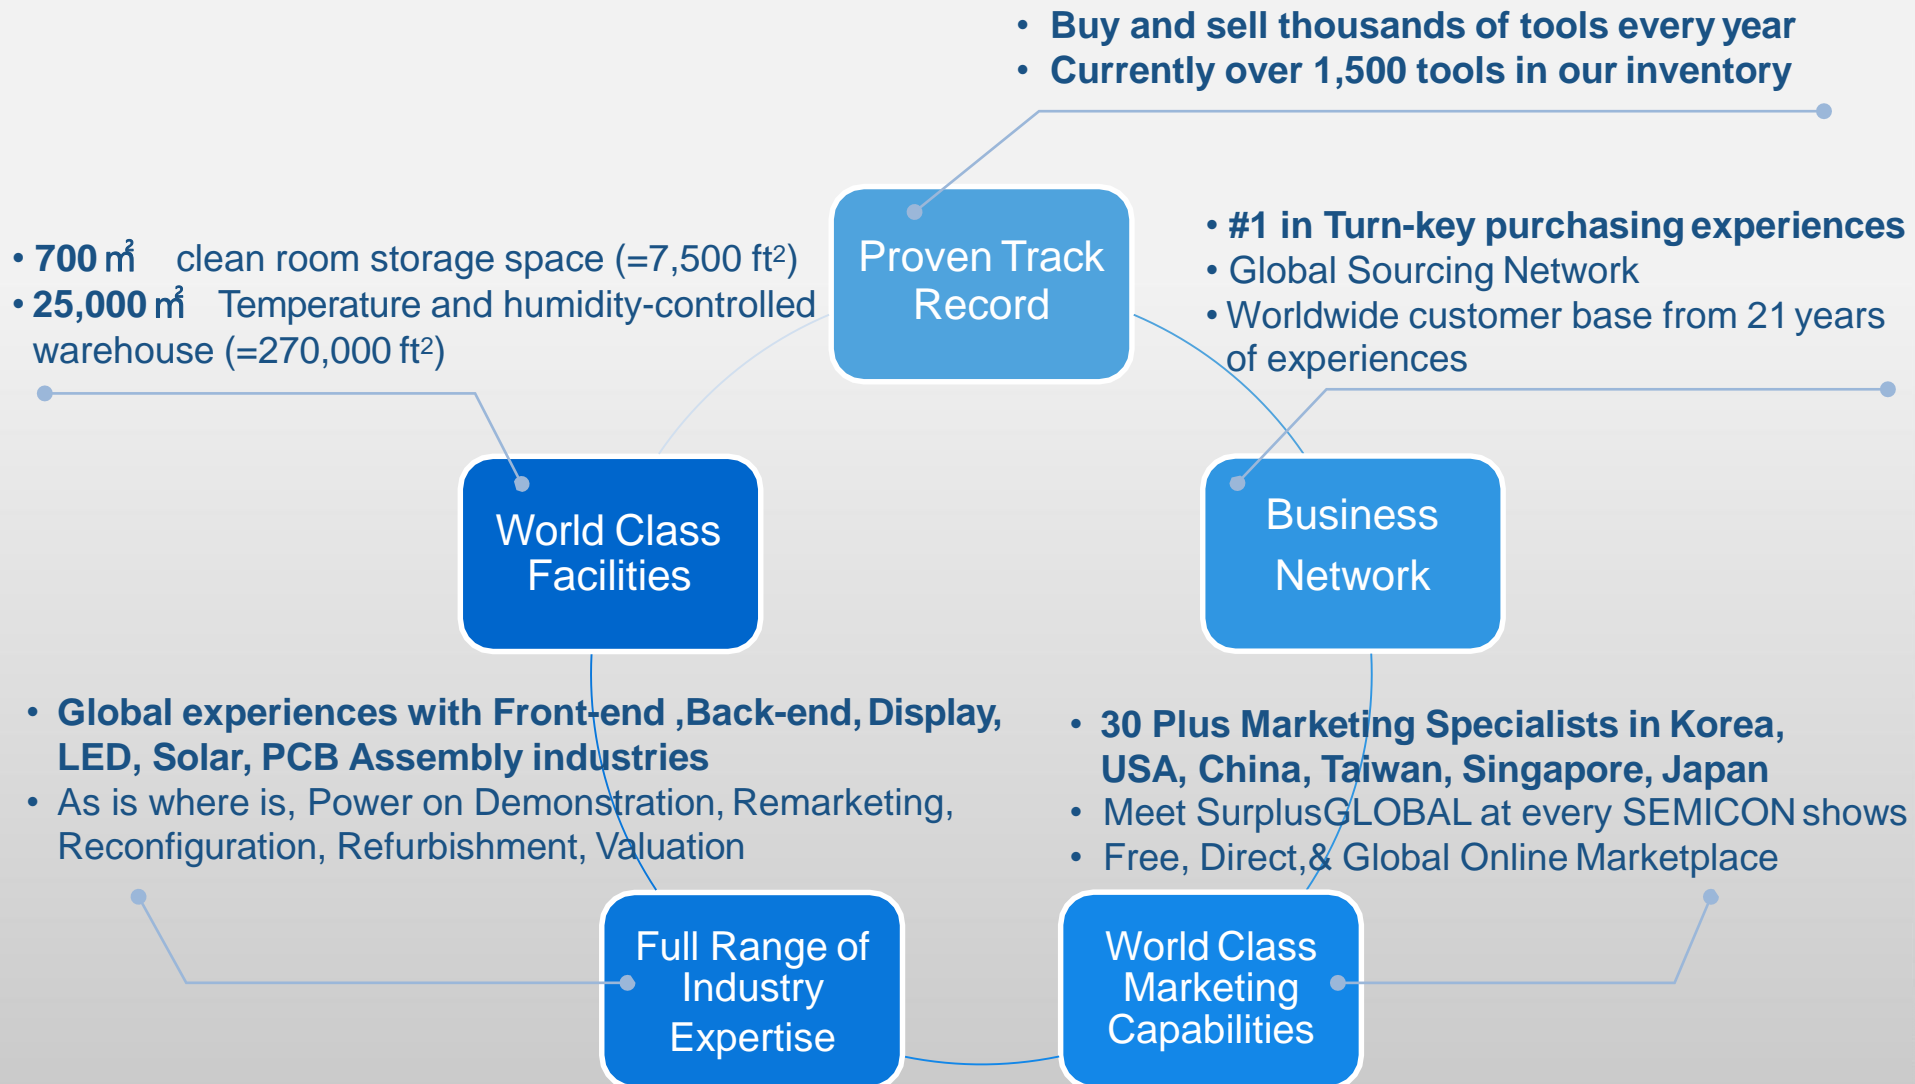 • Buy and sell thousands of tools every year
• Currently over 1,500 tools in our inventory
Proven Track
Record
• #1 in Turn-key purchasing experiences
• Global Sourcing Network
• Worldwide customer base from 21 years
of experiences
• 700㎡ clean room storage space (=7,500 ft²)
• 25,000㎡ Temperature and humidity-controlled
warehouse (=270,000 ft²)
World Class
Facilities
Business
Network
• Global experiences with Front-end ,Back-end, Display,
LED, Solar, PCB Assembly industries
• As is where is, Power on Demonstration, Remarketing,
Reconfiguration, Refurbishment, Valuation
• 30 Plus Marketing Specialists in Korea,
USA, China, Taiwan, Singapore, Japan
• Meet SurplusGLOBAL at every SEMICON shows
• Free, Direct,& Global Online Marketplace
Full Range of
Industry
Expertise
World Class
Marketing
Capabilities